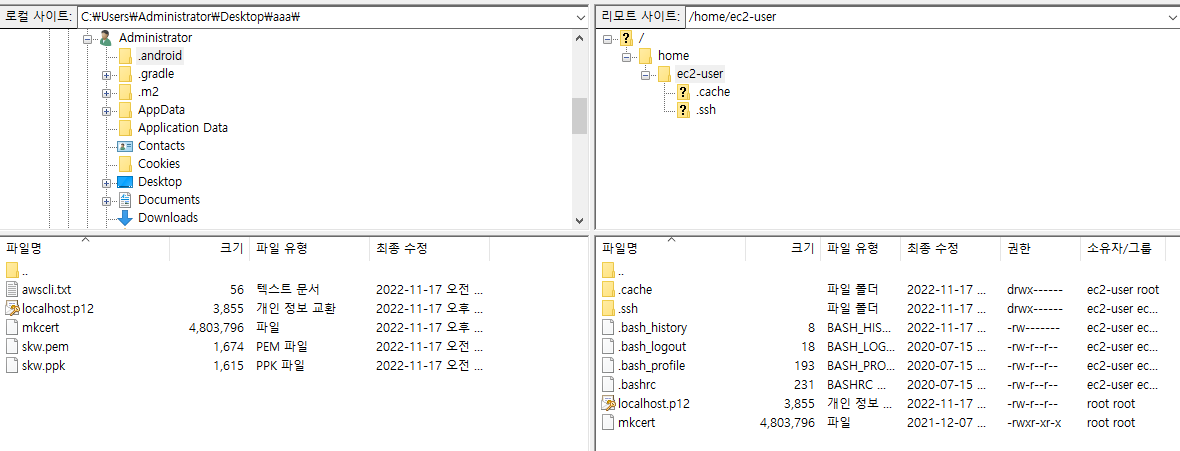 로컬 사이트: C:₩Users₩Administrator₩Desktop₩aaa₩
Administrator
.android
.gradle
.m2
AppData
Application Data
Contacts
Cookies
Desktop
Documents
Downloads
파일명 크기 파일 유형 최종 수정
..
awscli.txt 56 텍스트 문서 2022-11-17 오전 ...
localhost.p12 3,855 개인 정보 교환 2022-11-17 오후 ...
mkcert 4,803,796 파일 2022-11-17 오후 ...
skw.pem 1,674 PEM 파일 2022-11-17 오전 ...
skw.ppk 1,615 PPK 파일 2022-11-17 오전 ...
리모트 사이트: /home/ec2-user
/
home
ec2-user
.cache
.ssh
파일명 크기 파일 유형 최종 수정 권한 소유자/그룹
..
.cache 파일 폴더 2022-11-17 ... drwx------ ec2-user root
.ssh 파일 폴더 2022-11-17 ... drwx------ ec2-user ec...
.bash_history 8 BASH_HIS... 2022-11-17 ... -rw------- ec2-user ec...
.bash_logout 18 BASH_LOG... 2020-07-15 ... -rw-r--r-- ec2-user ec...
.bash_profile 193 BASH_PRO... 2020-07-15 ... -rw-r--r-- ec2-user ec...
.bashrc 231 BASHRC ... 2020-07-15 ... -rw-r--r-- ec2-user ec...
localhost.p12 3,855 개인 정보 ... 2022-11-17 ... -rw-r--r-- root root
mkcert 4,803,796 파일 2021-12-07 ... -rwxr-xr-x root root